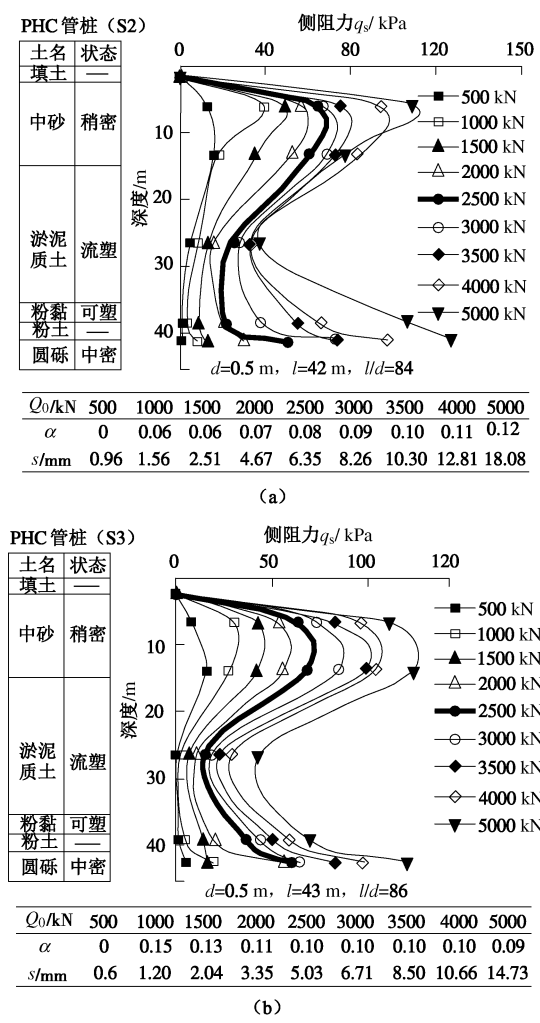 PHC管桩（S2）
侧阻力qs/ kPa
土名 状态
填土 —
中砂 稍密
淤泥质土 流塑
粉黏 可塑
粉土 —
圆砾 中密
0 40 80 120 150
深度/m
10
20
30
40
500 kN
1000 kN
1500 kN
2000 kN
2500 kN
3000 kN
3500 kN
4000 kN
5000 kN
d=0.5 m，l=42 m，l/d=84
Q0/kN 500 1000 1500 2000 2500 3000 3500 4000 5000
α 0 0.06 0.06 0.07 0.08 0.09 0.10 0.11 0.12
s/mm 0.96 1.56 2.51 4.67 6.35 8.26 10.30 12.81 18.08
（a）
PHC管桩（S3）
侧阻力qs/ kPa
土名 状态
填土 —
中砂 稍密
淤泥质土 流塑
粉黏 可塑
粉土 —
圆砾 中密
0 50 100 120
深度/m
10
20
30
40
500 kN
1000 kN
1500 kN
2000 kN
2500 kN
3000 kN
3500 kN
4000 kN
5000 kN
d=0.5 m，l=43 m，l/d=86
Q0/kN 500 1000 1500 2000 2500 3000 3500 4000 5000
α 0 0.15 0.13 0.11 0.10 0.10 0.10 0.10 0.09
s/mm 0.6 1.20 2.04 3.35 5.03 6.71 8.50 10.66 14.73
（b）